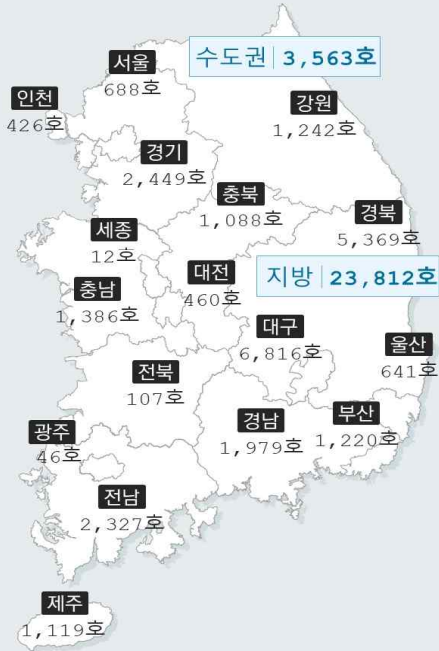 서울
688호
수도권 3,563호
인천
426호
강원
1,242호
경기
2,449호
충북
1,088호
경북
5,369호
세종
12호
대전
460호
지방 23,812호
충남
1,386호
대구
6,816호
울산
641호
전북
107호
경남
1,979호
부산
1,220호
광주
46호
전남
2,327호
제주
1,119호